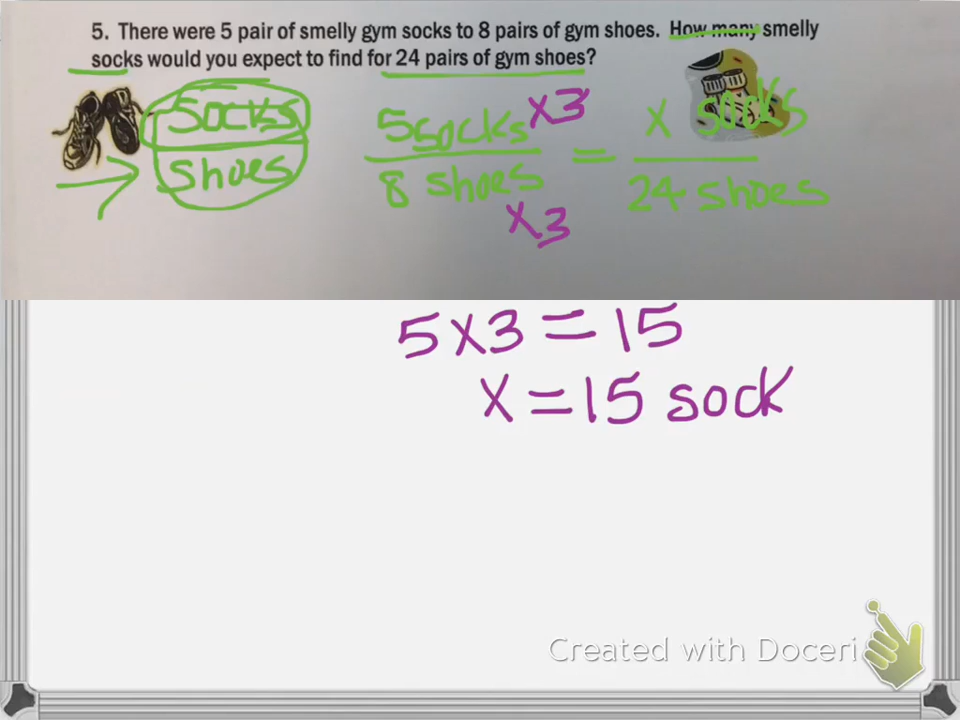 5. There were 5 pair of smelly gym socks to 8 pairs of gym shoes. How many smelly
socks would you expect to find for 24 pairs of gym shoes?
socks
shoes
5 socks x3
8 shoes
x3
=
x socks
24 shoes
5x3=15
x=15 sock
Created with Doceri